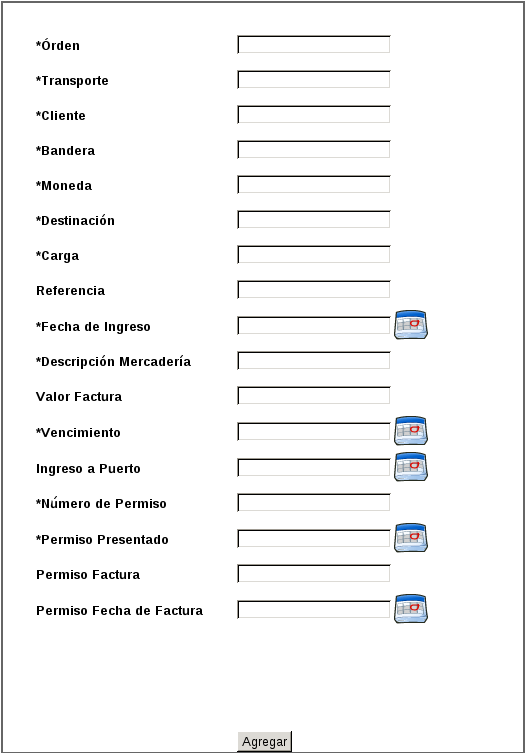 *Órden
*Transporte
*Cliente
*Bandera
*Moneda
*Destinación
*Carga
Referencia
*Fecha de Ingreso
*Descripción Mercadería
Valor Factura
*Vencimiento
Ingreso a Puerto
*Número de Permiso
*Permiso Presentado
Permiso Factura
Permiso Fecha de Factura
Agregar